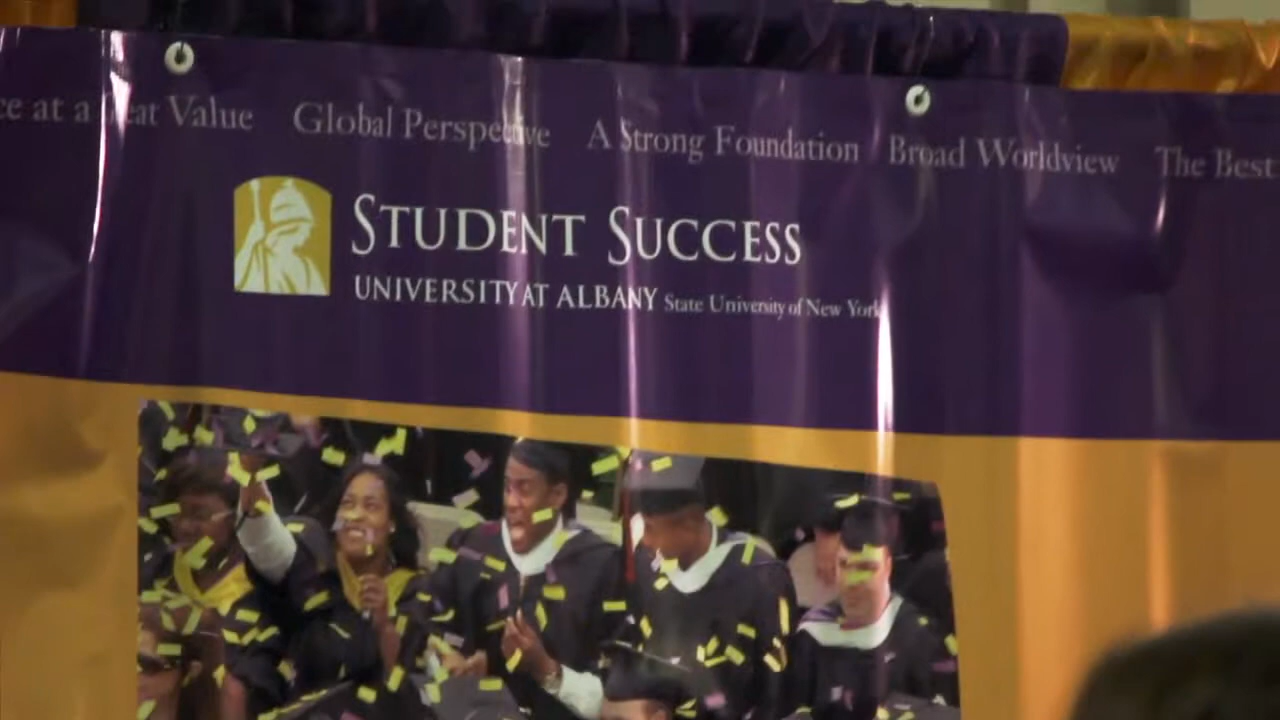 at a Value Global Perspective A Strong Foundation Broad Worldview The Best
STUDENT SUCCESS
UNIVERSITY AT ALBANY State University of New York